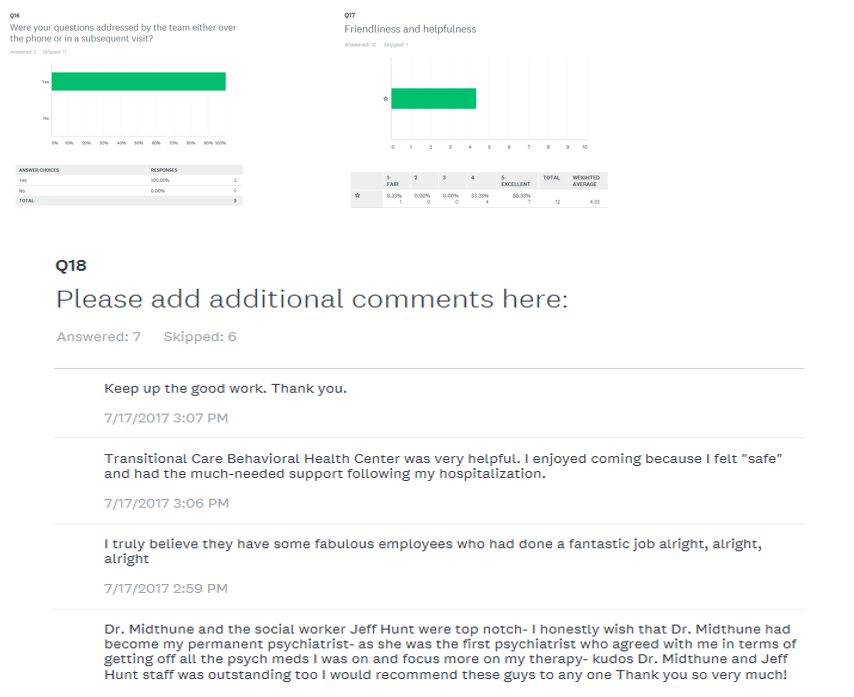 Q16
Were your questions addressed by the team either over
the phone or in a subsequent visit?
Answered: 2 Skipped: 11
Yes
No
0% 10% 20% 30% 40% 50% 60% 70% 80% 90% 100%
ANSWER CHOICES RESPONSES
Yes 100.00% 2
No 0.00% 0
TOTAL
Q17
Friendliness and helpfulness
Answered: 12 Skipped: 1
0 1 2 3 4 5 6 7 8 9 10
1- 2 3 4 5- TOTAL WEIGHTED
FAIR EXCELLENT AVERAGE
8.33% 0.00% 0.00% 33.33% 58.33%
1 0 0 4 7 12 4.33
Q18
Please add additional comments here:
Answered: 7 Skipped: 6
Keep up the good work. Thank you.
7/17/2017 3:07 PM
Transitional Care Behavioral Health Center was very helpful. I enjoyed coming because I felt "safe"
and had the much-needed support following my hospitalization.
7/17/2017 3:06 PM
I truly believe they have some fabulous employees who had done a fantastic job alright, alright,
alright
7/17/2017 2:59 PM
Dr. Midthune and the social worker Jeff Hunt were top notch- I honestly wish that Dr. Midthune had
become my permanent psychiatrist- as she was the first psychiatrist who agreed with me in terms of
getting off all the psych meds I was on and focus more on my therapy- kudos Dr. Midthune and Jeff
Hunt staff was outstanding too I would recommend these guys to any one Thank you so very much!